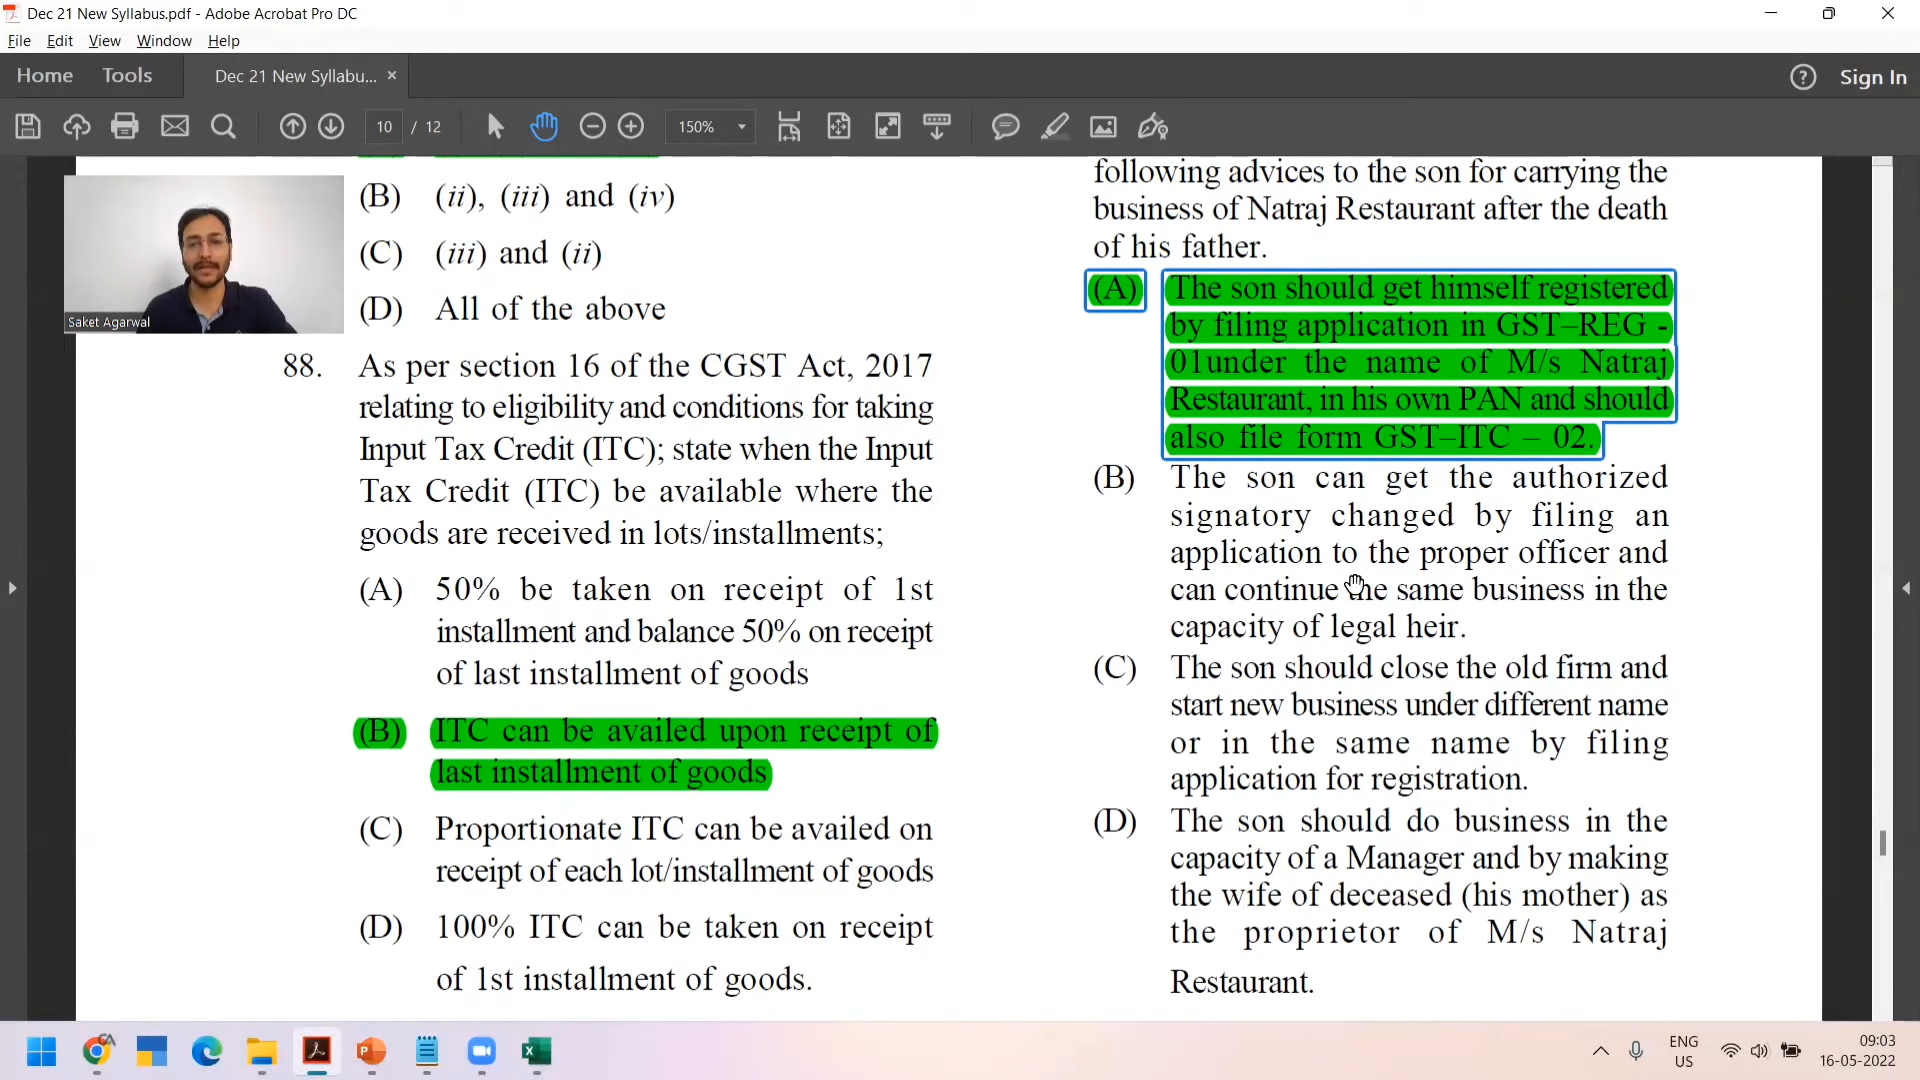 Dec 21 New Syllabus.pdf - Adobe Acrobat Pro DC
File Edit View Window Help
Home Tools Dec 21 New Syllabu... × ? Sign In
10 / 12 150%
Saket Agarwal
(B) (ii), (iii) and (iv)
(C) (iii) and (ii)
(D) All of the above
88. As per section 16 of the CGST Act, 2017
relating to eligibility and conditions for taking
Input Tax Credit (ITC); state when the Input
Tax Credit (ITC) be available where the
goods are received in lots/installments;
(A) 50% be taken on receipt of 1st
installment and balance 50% on receipt
of last installment of goods
(B) ITC can be availed upon receipt of
last installment of goods
(C) Proportionate ITC can be availed on
receipt of each lot/installment of goods
(D) 100% ITC can be taken on receipt
of 1st installment of goods.
following advices to the son for carrying the
business of Natraj Restaurant after the death
of his father.
(A) The son should get himself registered
by filing application in GST–REG -
01under the name of M/s Natraj
Restaurant, in his own PAN and should
also file form GST–ITC – 02.
(B) The son can get the authorized
signatory changed by filing an
application to the proper officer and
can continue the same business in the
capacity of legal heir.
(C) The son should close the old firm and
start new business under different name
or in the same name by filing
application for registration.
(D) The son should do business in the
capacity of a Manager and by making
the wife of deceased (his mother) as
the proprietor of M/s Natraj
Restaurant.
ENG
US
09:03
16-05-2022